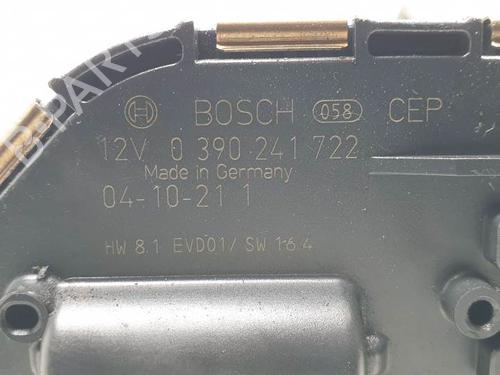 BOSCH 058 CEP
12V 0 390 241 722
Made in Germany
04-10-21 1
HW 8.1 EVD01/ SW 16.4
B-PARTS